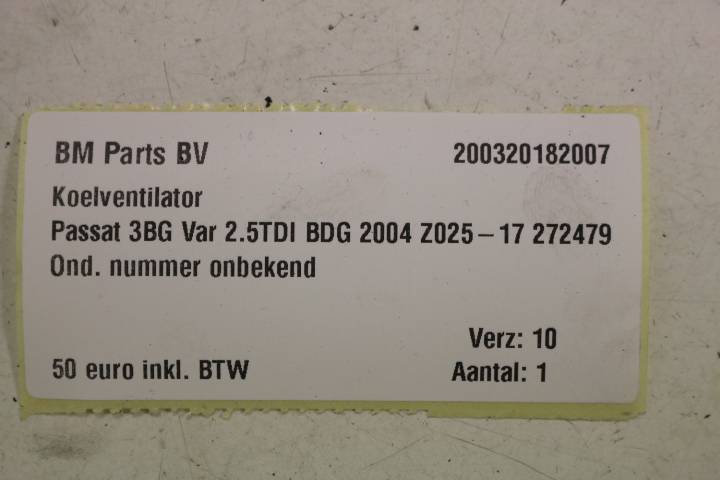 BM Parts BV 200320182007
Koelventilator
Passat 3BG Var 2.5TDI BDG 2004 Z025-17 272479
Ond. nummer onbekend
Verz: 10
50 euro inkl. BTW Aantal: 1